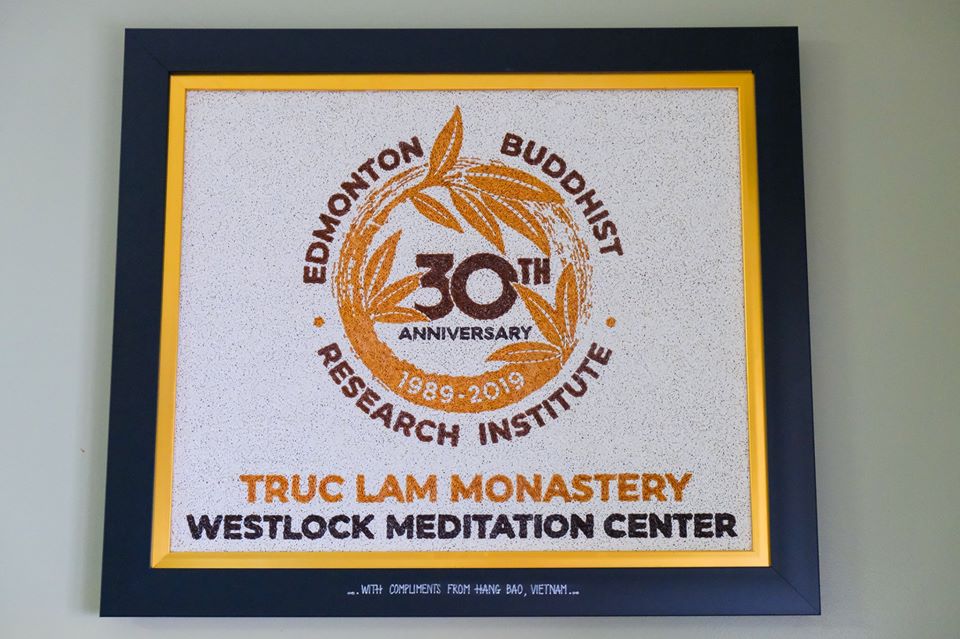 EDMONTON BUDDHIST
RESEARCH INSTITUTE
30TH
ANNIVERSARY
1989-2019
TRUC LAM MONASTERY
WESTLOCK MEDITATION CENTER
....WITH COMPLIMENTS FROM HANG BAO, VIETNAM....